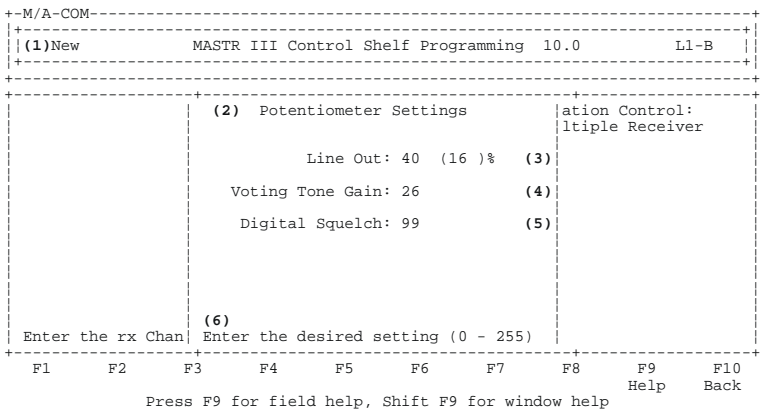 M/A-COM
(1)New MASTR III Control Shelf Programming 10.0 L1-B
(2) Potentiometer Settings ation Control:
ltiple Receiver
Line Out: 40 (16 )% (3)
Voting Tone Gain: 26 (4)
Digital Squelch: 99 (5)
(6)
Enter the rx Chan Enter the desired setting (0 - 255)
F1 F2 F3 F4 F5 F6 F7 F8 F9 F10
Help Back
Press F9 for field help, Shift F9 for window help